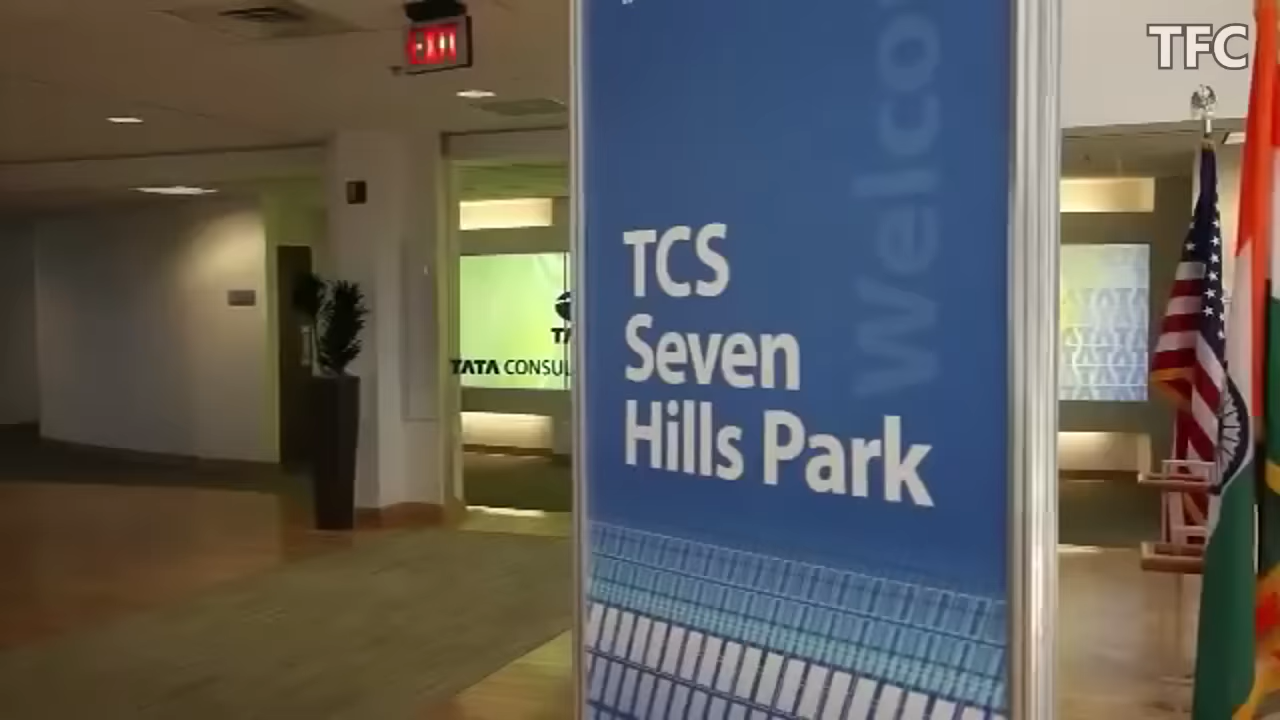 TFC
EXIT
Welco
TCS
Seven
Hills Park
TATA CONSUL